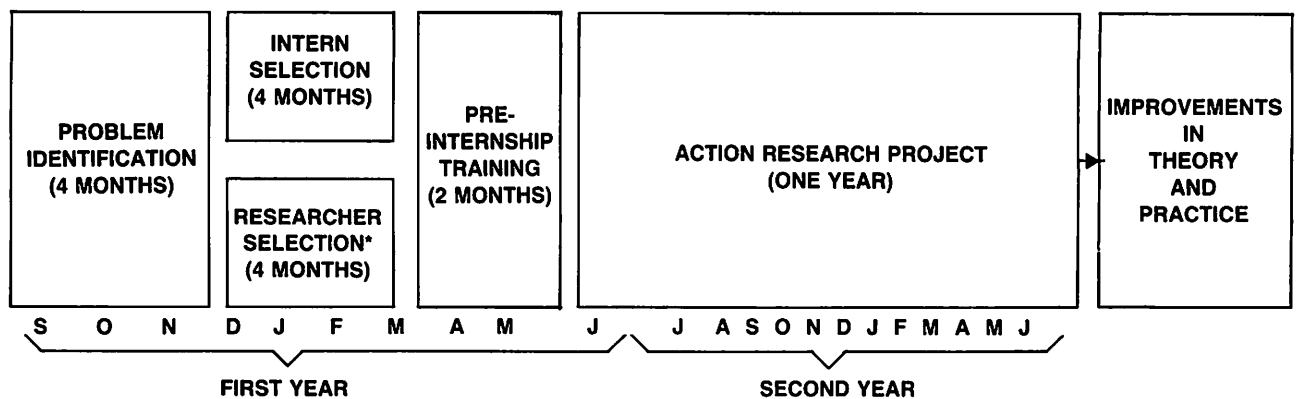 PROBLEM
IDENTIFICATION
(4 MONTHS)
INTERN
SELECTION
(4 MONTHS)
RESEARCHER
SELECTION*
(4 MONTHS)
PRE-
INTERNSHIP
TRAINING
(2 MONTHS)
ACTION RESEARCH PROJECT
(ONE YEAR)
IMPROVEMENTS
IN
THEORY
AND
PRACTICE
S O N D J F M A M J J A S O N D J F M A M J
FIRST YEAR SECOND YEAR